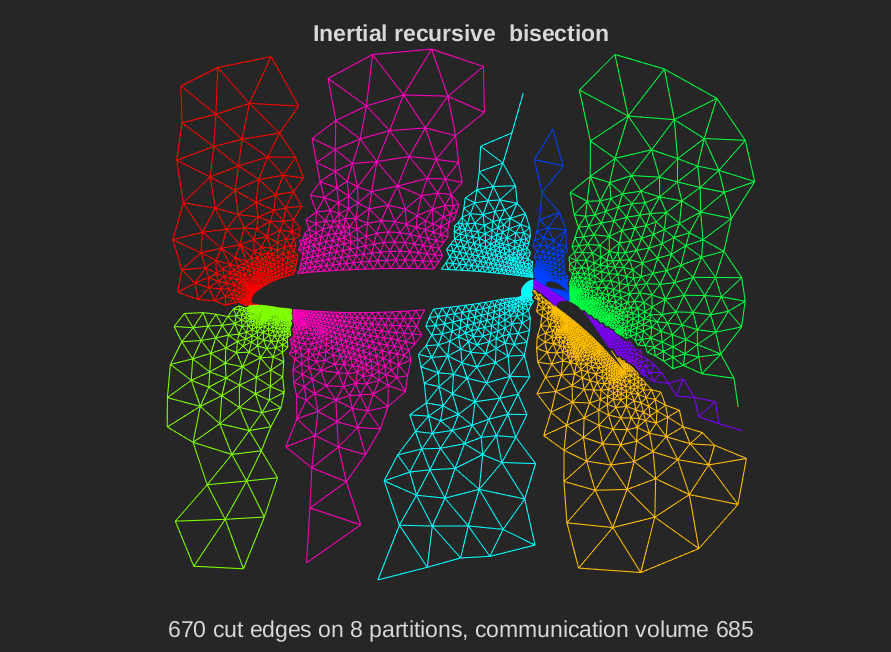 Inertial recursive  bisection
670 cut edges on 8 partitions, communication volume 685